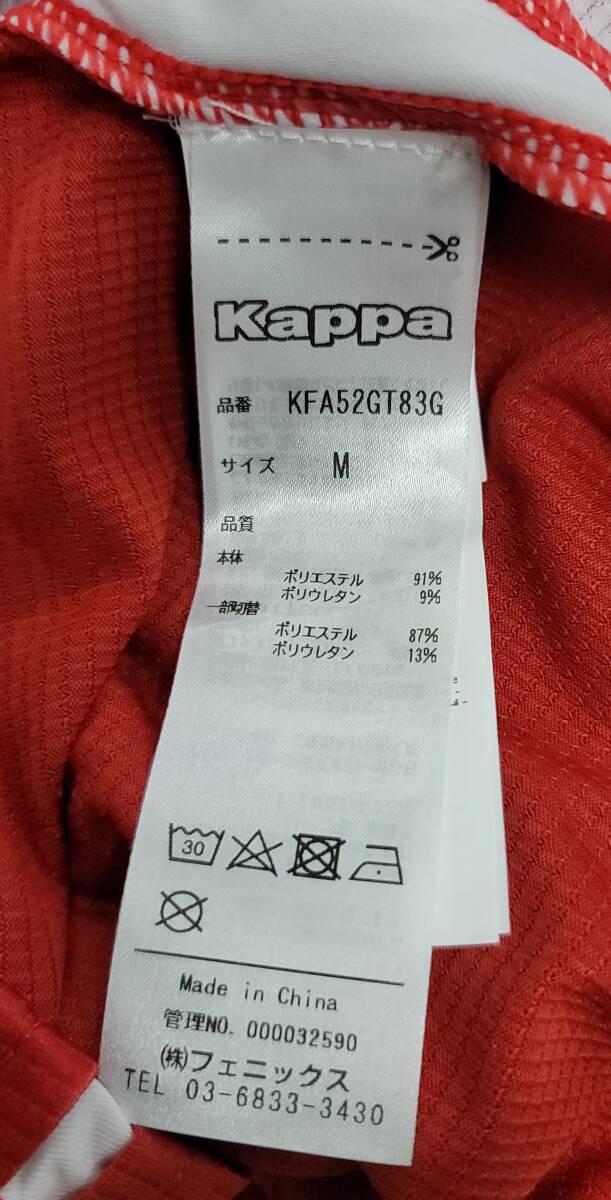 Kappa
品番 KFA52GT83G
サイズ M
品質
本体
ポリエステル 91%
ポリウレタン 9%
一部切替
ポリエステル 87%
ポリウレタン 13%
30
Made in China
管理NO. 000032590
(株)フェニックス
TEL 03-6833-3430